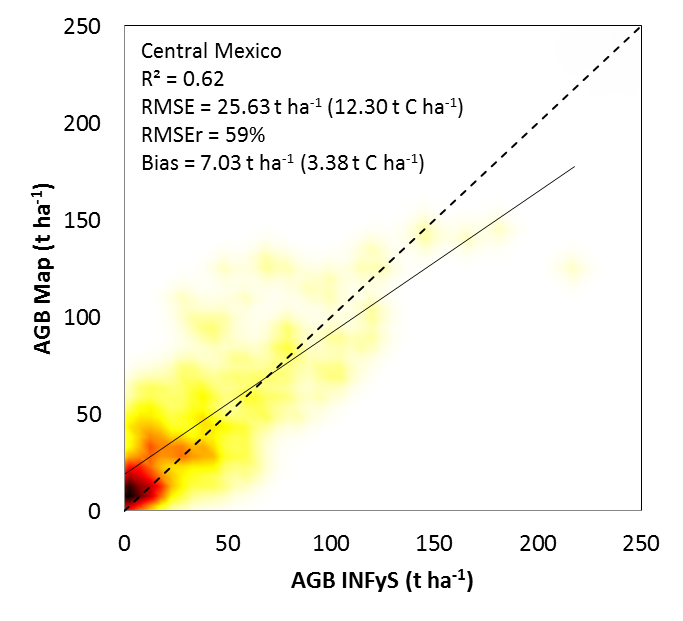 250
Central Mexico
R² = 0.62
RMSE = 25.63 t ha⁻¹ (12.30 t C ha⁻¹)
RMSEr = 59%
Bias = 7.03 t ha⁻¹ (3.38 t C ha⁻¹)
200
150
100
50
0
AGB Map (t ha⁻¹)
0 50 100 150 200 250
AGB INFyS (t ha⁻¹)